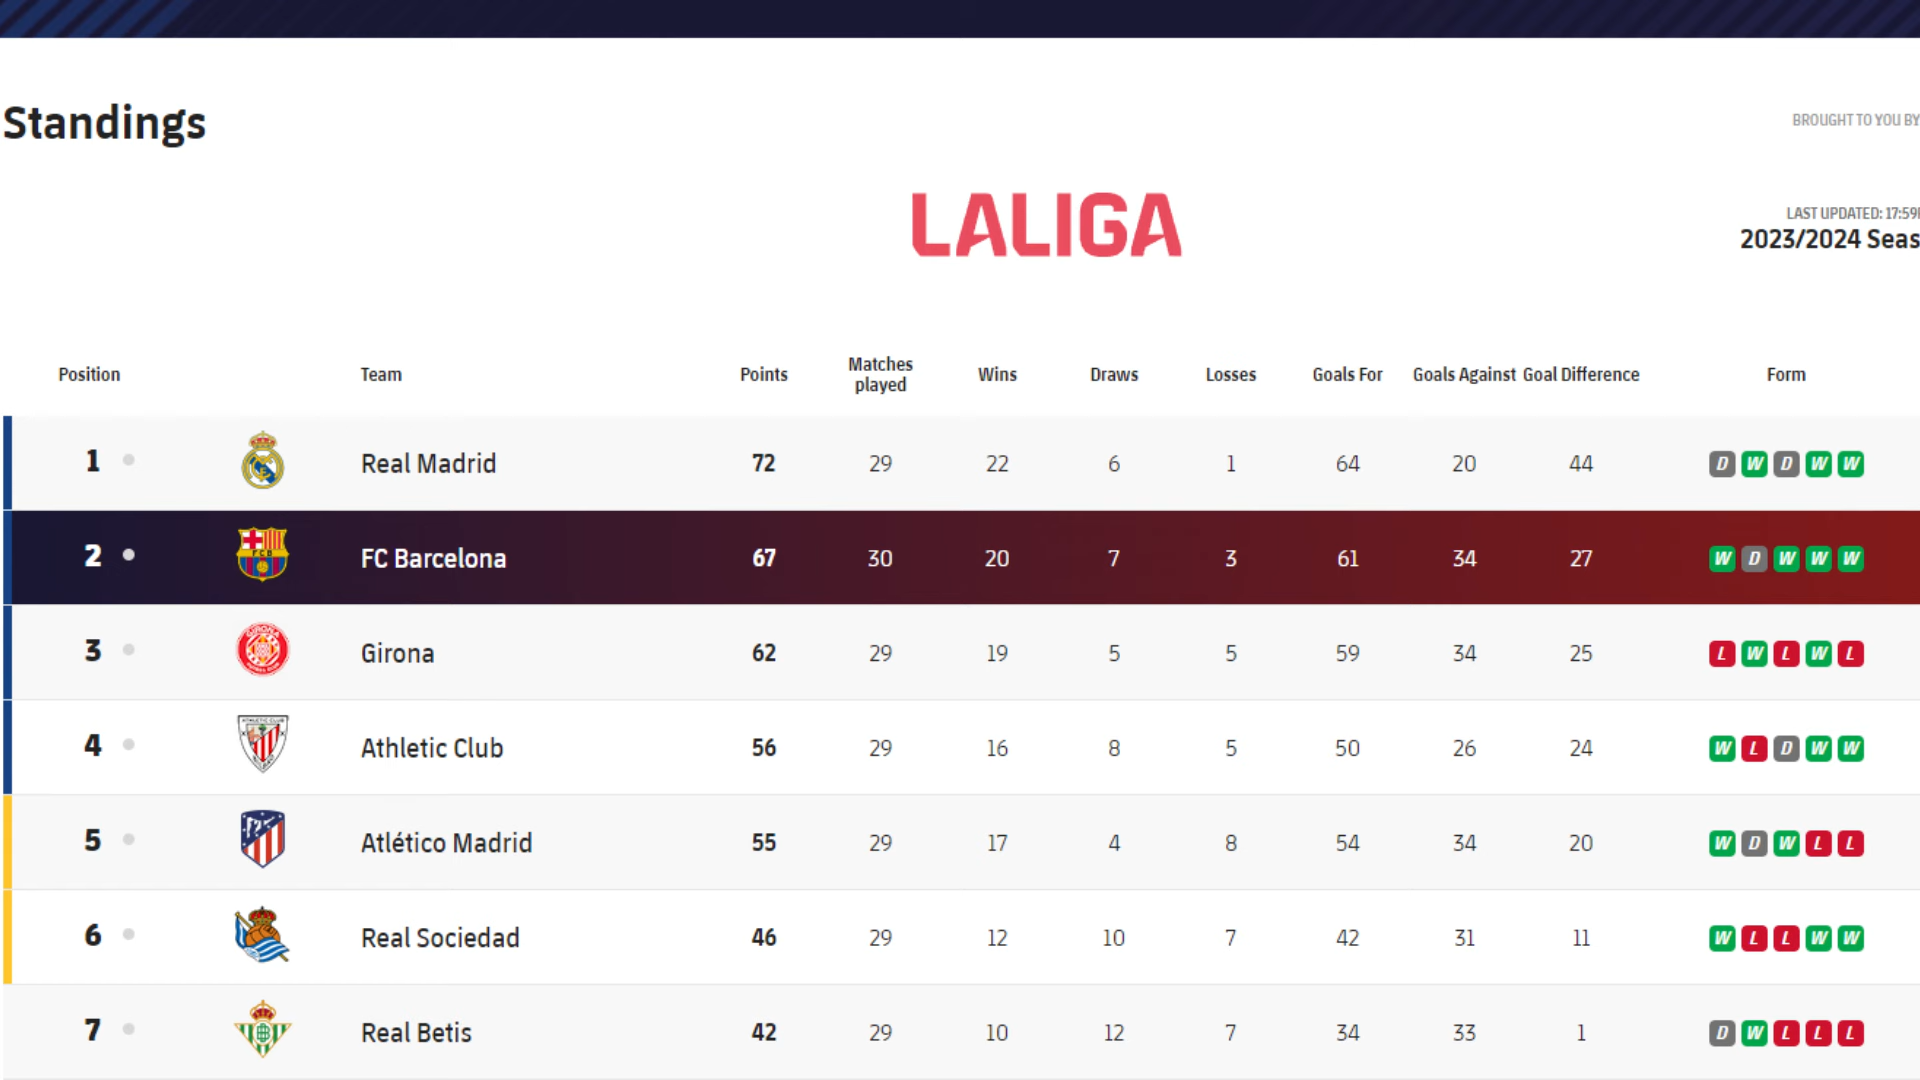 Standings
BROUGHT TO YOU BY
LALIGA
LAST UPDATED: 17:59
2023/2024 Seas
Position Team Points Matches played Wins Draws Losses Goals For Goals Against Goal Difference Form
1 Real Madrid 72 29 22 6 1 64 20 44 D W D W W
2 FC Barcelona 67 30 20 7 3 61 34 27 W D W W W
3 Girona 62 29 19 5 5 59 34 25 L W L W L
4 Athletic Club 56 29 16 8 5 50 26 24 W L D W W
5 Atlético Madrid 55 29 17 4 8 54 34 20 W D W L L
6 Real Sociedad 46 29 12 10 7 42 31 11 W L L W W
7 Real Betis 42 29 10 12 7 34 33 1 D W L L L